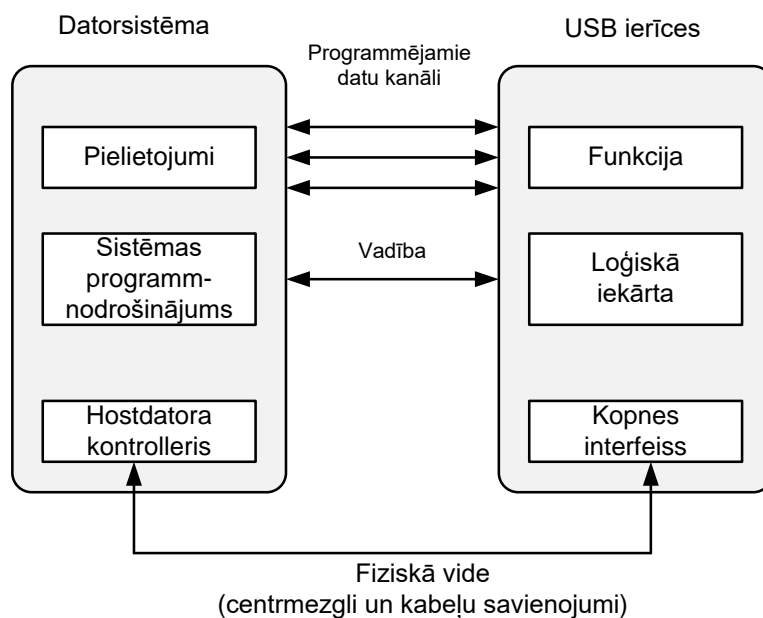 Datorsistēma
USB ierīces
Programmējamie
datu kanāli
Pielietojumi
Funkcija
Sistēmas
programm-
nodrošinājums
Vadība
Loģiskā
iekārta
Hostdatora
kontrolleris
Kopnes
interfeiss
Fiziskā vide
(centrmezgli un kabeļu savienojumi)